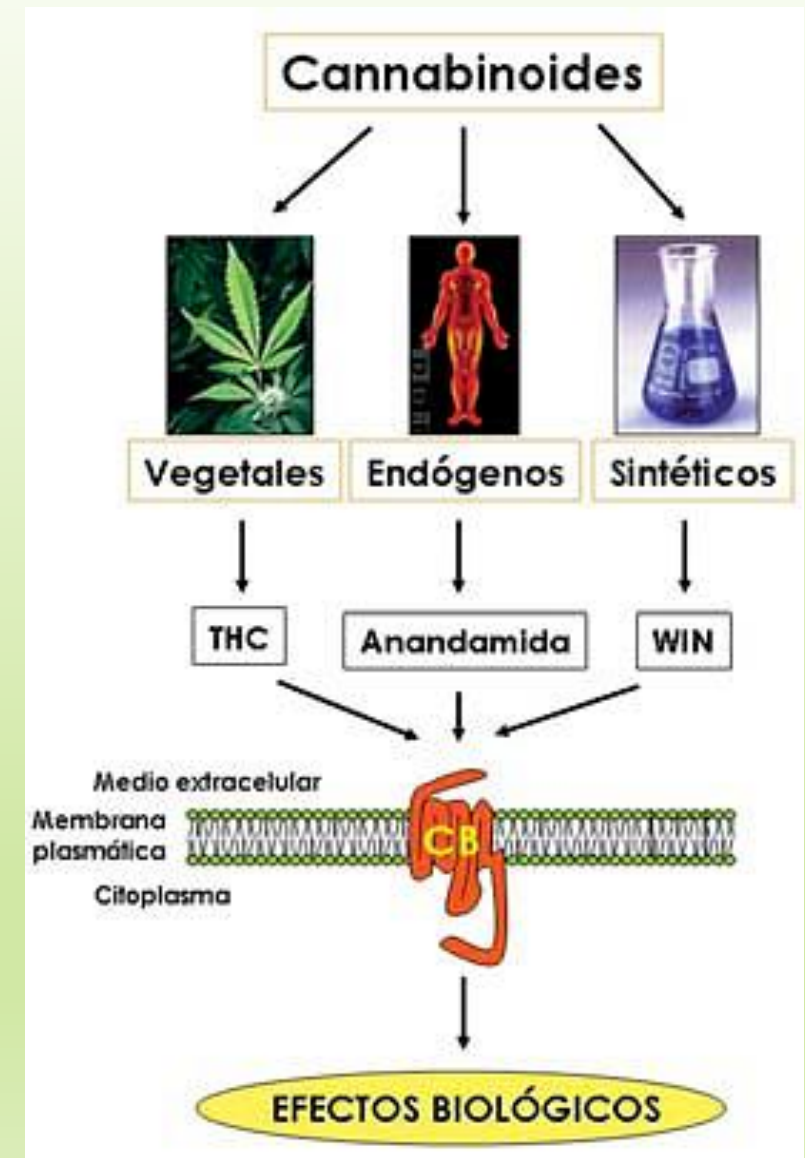 Cannabinoides
Vegetales
Endógenos
Sintéticos
THC
Anandamida
WIN
Medio extracelular
Membrana
plasmática
CB
Citoplasma
EFECTOS BIOLÓGICOS